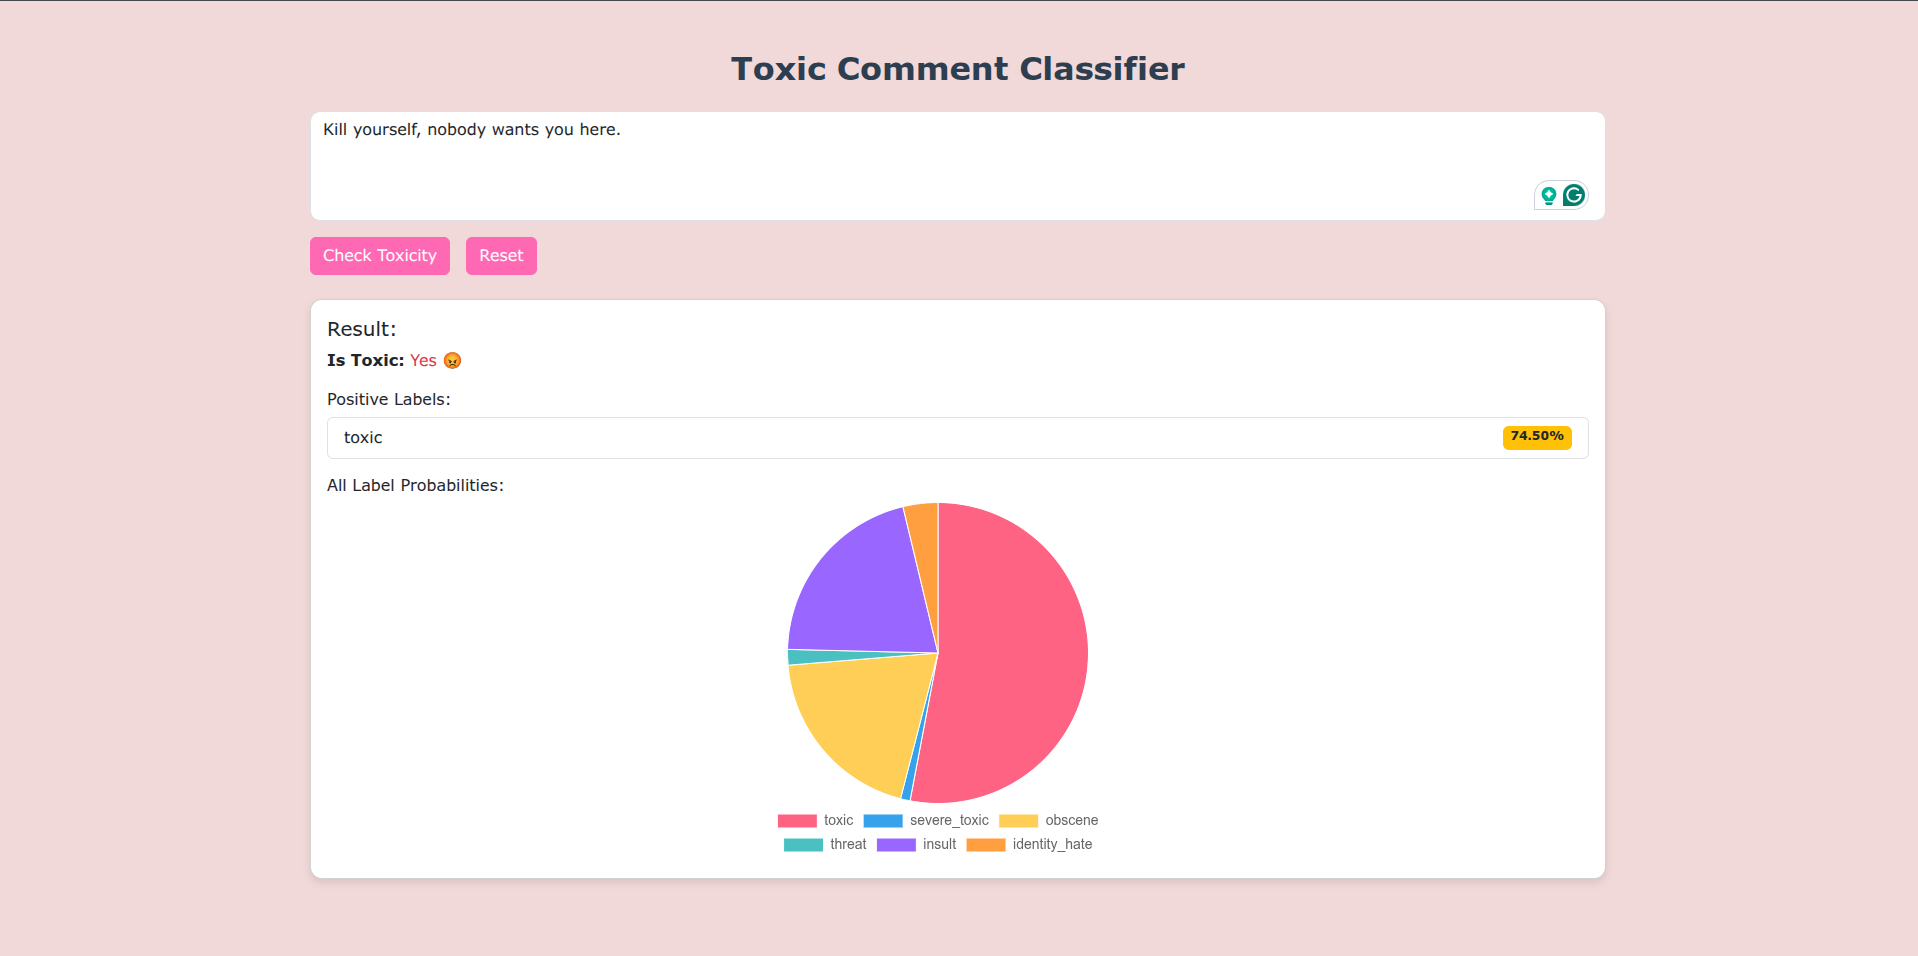 Toxic Comment Classifier
Kill yourself, nobody wants you here.
Check Toxicity Reset
Result:
Is Toxic: Yes 😡
Positive Labels:
toxic 74.50%
All Label Probabilities:
toxic severe_toxic obscene
threat insult identity_hate